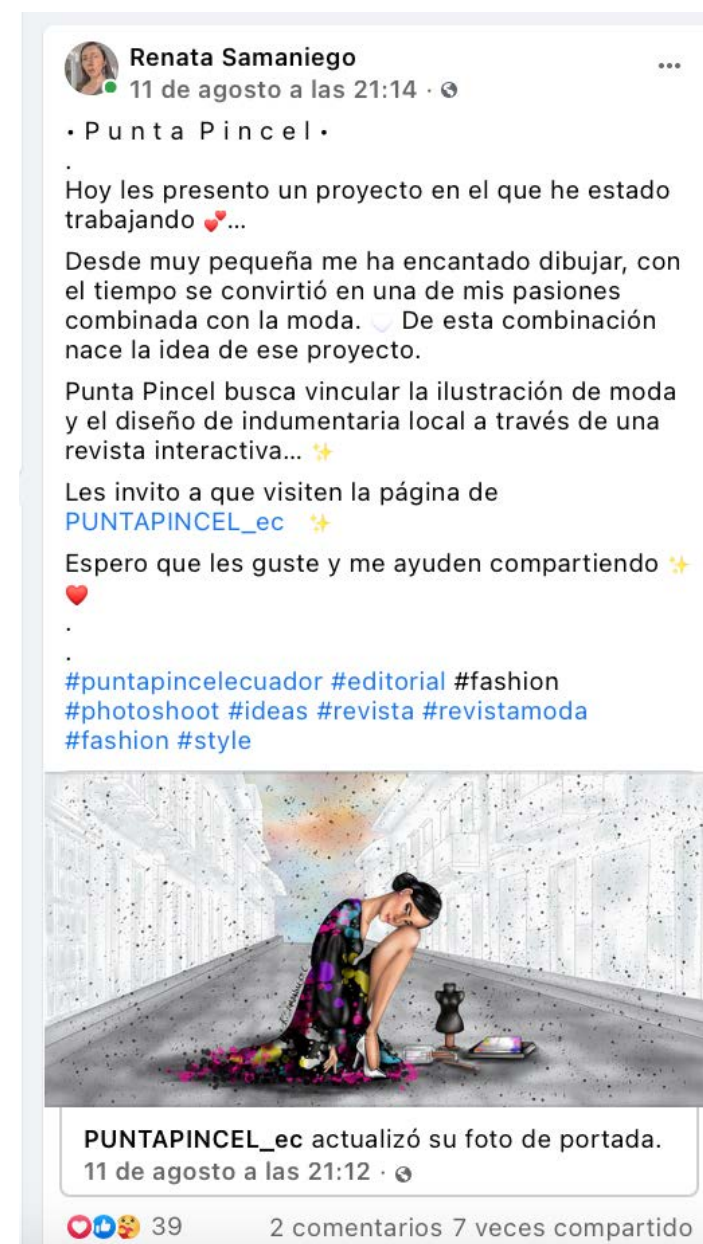 Renata Samaniego
11 de agosto a las 21:14 ·
• P u n t a P i n c e l •
.
Hoy les presento un proyecto en el que he estado
trabajando 💕...
Desde muy pequeña me ha encantado dibujar, con
el tiempo se convirtió en una de mis pasiones
combinada con la moda. 🤍 De esta combinación
nace la idea de ese proyecto.
Punta Pincel busca vincular la ilustración de moda
y el diseño de indumentaria local a través de una
revista interactiva... ✨
Les invito a que visiten la página de
PUNTAPINCEL_ec ✨
Espero que les guste y me ayuden compartiendo ✨
❤️
.
.
#puntapincelecuador #editorial #fashion
#photoshoot #ideas #revista #revistamoda
#fashion #style
PUNTAPINCEL_ec actualizó su foto de portada.
11 de agosto a las 21:12 ·
39 2 comentarios 7 veces compartido